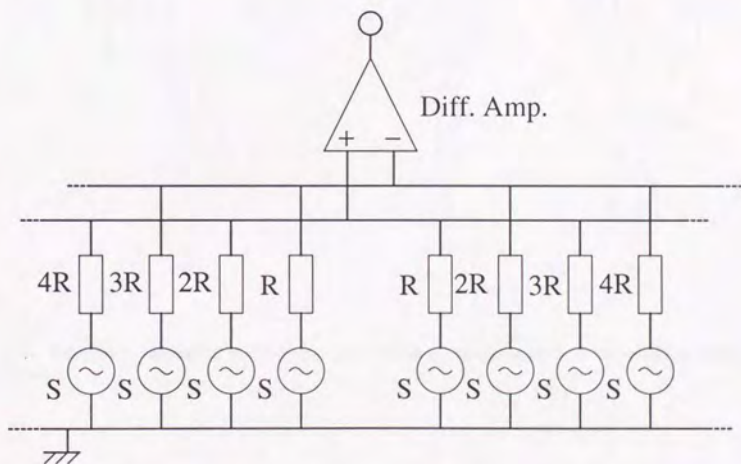 Diff. Amp.
+ −
4R 3R 2R R R 2R 3R 4R
S S S S S S S S